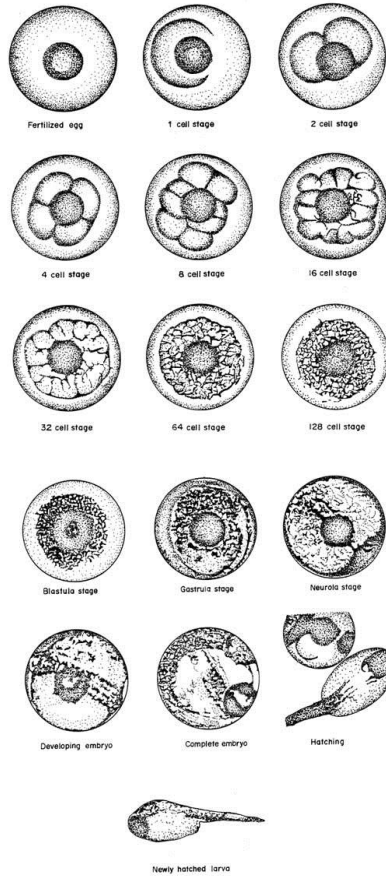 Fertilized egg
1 cell stage
2 cell stage
4 cell stage
8 cell stage
16 cell stage
32 cell stage
64 cell stage
128 cell stage
Blastula stage
Gastrula stage
Neurola stage
Developing embryo
Complete embryo
Hatching
Newly hatched larva